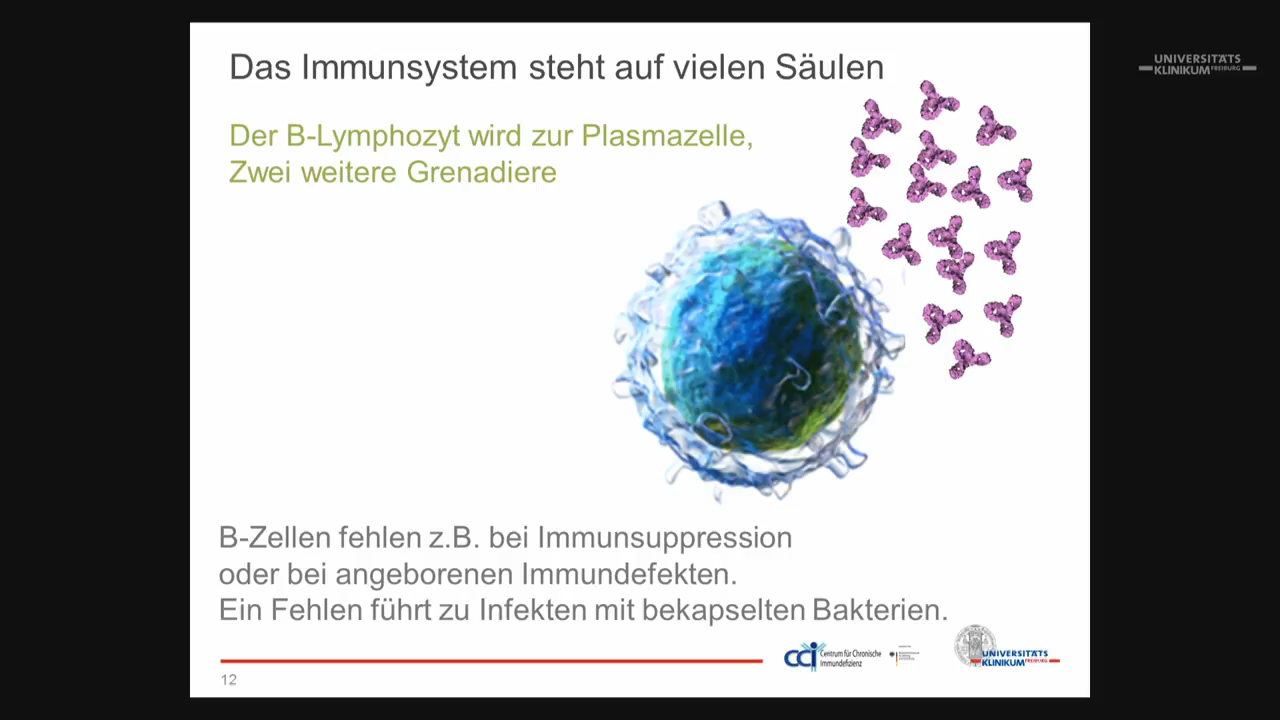 Das Immunsystem steht auf vielen Säulen
UNIVERSITÄTS
KLINIKUM FREIBURG
Der B-Lymphozyt wird zur Plasmazelle,
Zwei weitere Grenadiere
B-Zellen fehlen z.B. bei Immunsuppression
oder bei angeborenen Immundefekten.
Ein Fehlen führt zu Infekten mit bekapselten Bakterien.
cci Centrum für Chronische
Immundefizienz
UNIVERSITÄTS
KLINIKUM FREIBURG
12